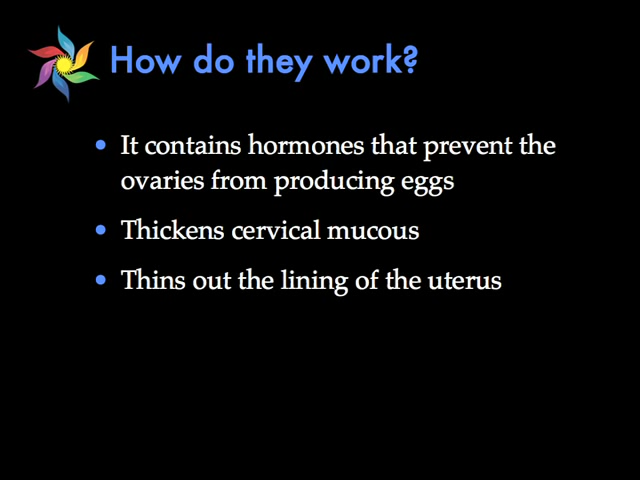 How do they work?
It contains hormones that prevent the
ovaries from producing eggs
Thickens cervical mucous
Thins out the lining of the uterus